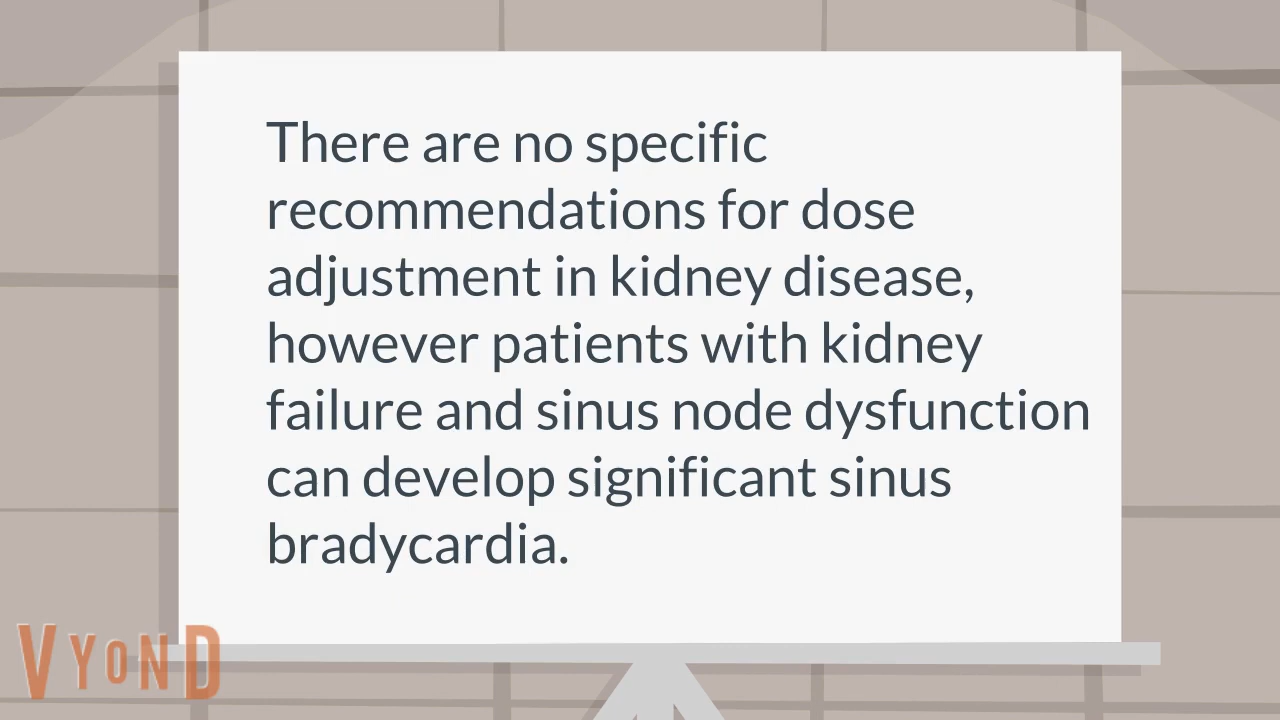 There are no specific
recommendations for dose
adjustment in kidney disease,
however patients with kidney
failure and sinus node dysfunction
can develop significant sinus
bradycardia.
VYOND